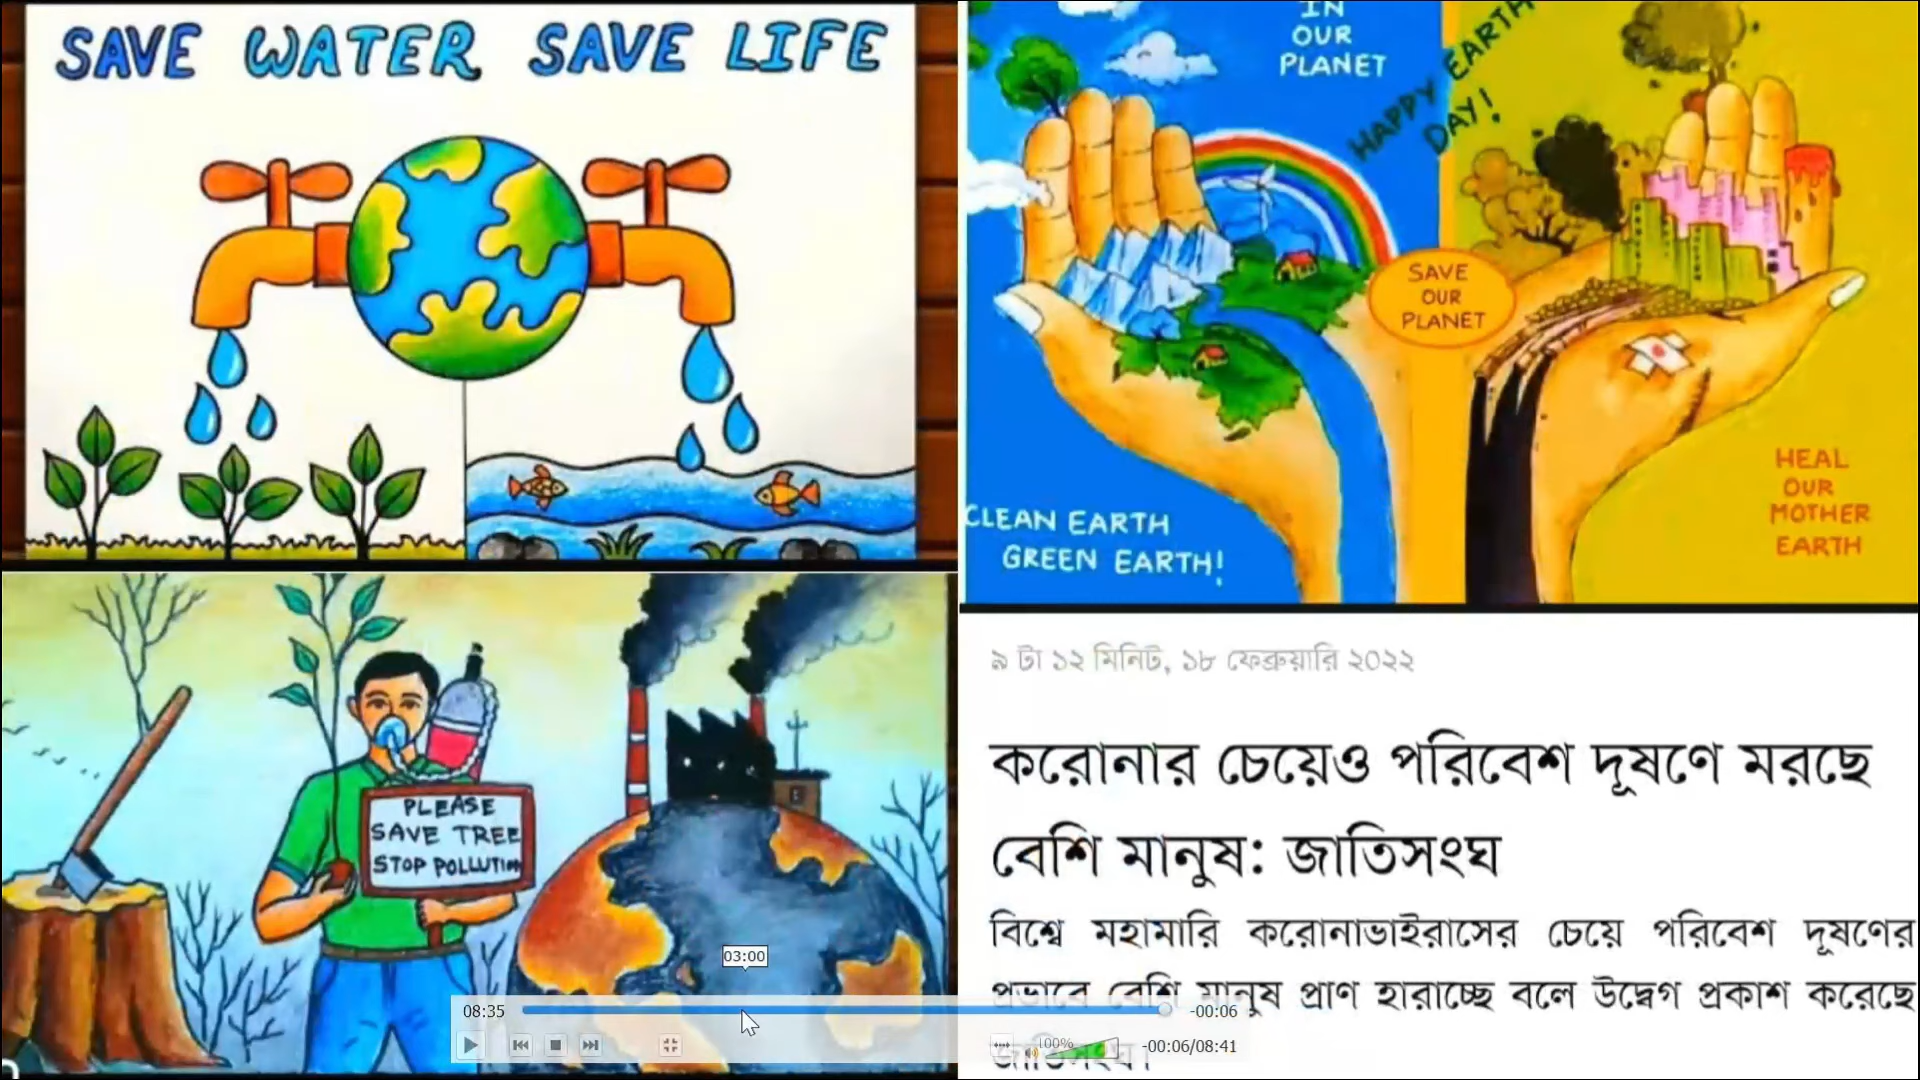 SAVE WATER SAVE LIFE
IN
OUR
PLANET
HAPPY EARTH
DAY!
SAVE
OUR
PLANET
HEAL
OUR
MOTHER
EARTH
CLEAN EARTH
GREEN EARTH!
PLEASE
SAVE TREE
STOP POLLUTION
৯ টা ১২ মিনিট, ১৮ ফেব্রুয়ারি ২০২২
করোনার চেয়েও পরিবেশ দূষণে মরছে
বেশি মানুষ: জাতিসংঘ
বিশ্বে মহামারি করোনাভাইরাসের চেয়ে পরিবেশ দূষণের
প্রভাবে বেশি মানুষ প্রাণ হারাচ্ছে বলে উদ্বেগ প্রকাশ করেছে
জাতিসংঘ।
03:00
08:35
-00:06
100%
-00:06/08:41